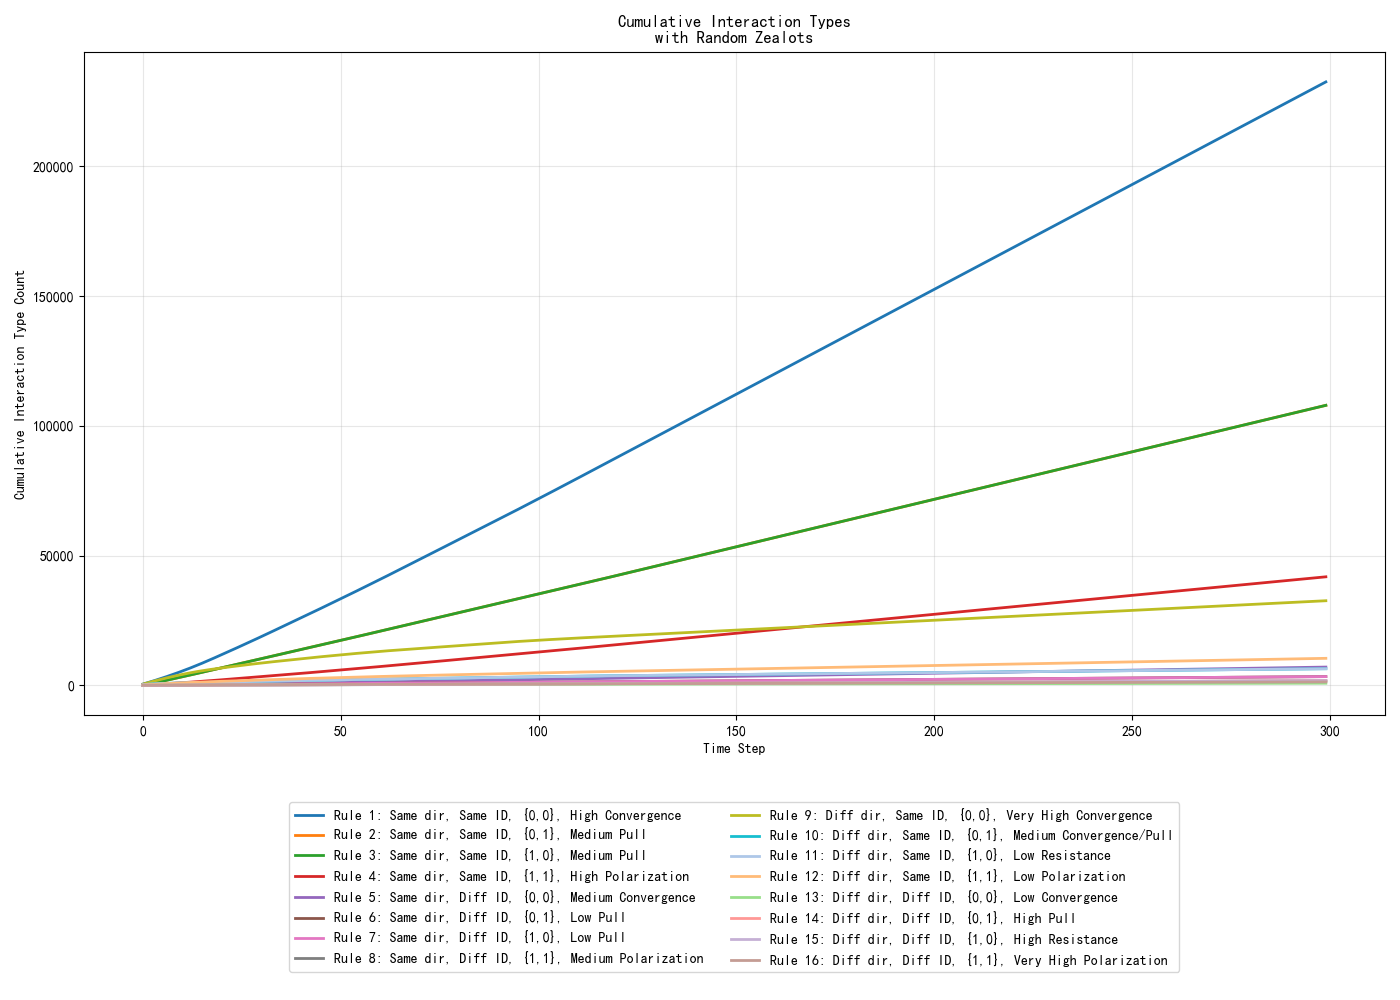 Cumulative Interaction Types
with Random Zealots
Cumulative Interaction Type Count
200000
150000
100000
50000
0
0
50
100
150
200
250
300
Time Step
Rule 1: Same dir, Same ID, {0,0}, High Convergence
Rule 2: Same dir, Same ID, {0,1}, Medium Pull
Rule 3: Same dir, Same ID, {1,0}, Medium Pull
Rule 4: Same dir, Same ID, {1,1}, High Polarization
Rule 5: Same dir, Diff ID, {0,0}, Medium Convergence
Rule 6: Same dir, Diff ID, {0,1}, Low Pull
Rule 7: Same dir, Diff ID, {1,0}, Low Pull
Rule 8: Same dir, Diff ID, {1,1}, Medium Polarization
Rule 9: Diff dir, Same ID, {0,0}, Very High Convergence
Rule 10: Diff dir, Same ID, {0,1}, Medium Convergence/Pull
Rule 11: Diff dir, Same ID, {1,0}, Low Resistance
Rule 12: Diff dir, Same ID, {1,1}, Low Polarization
Rule 13: Diff dir, Diff ID, {0,0}, Low Convergence
Rule 14: Diff dir, Diff ID, {0,1}, High Pull
Rule 15: Diff dir, Diff ID, {1,0}, High Resistance
Rule 16: Diff dir, Diff ID, {1,1}, Very High Polarization